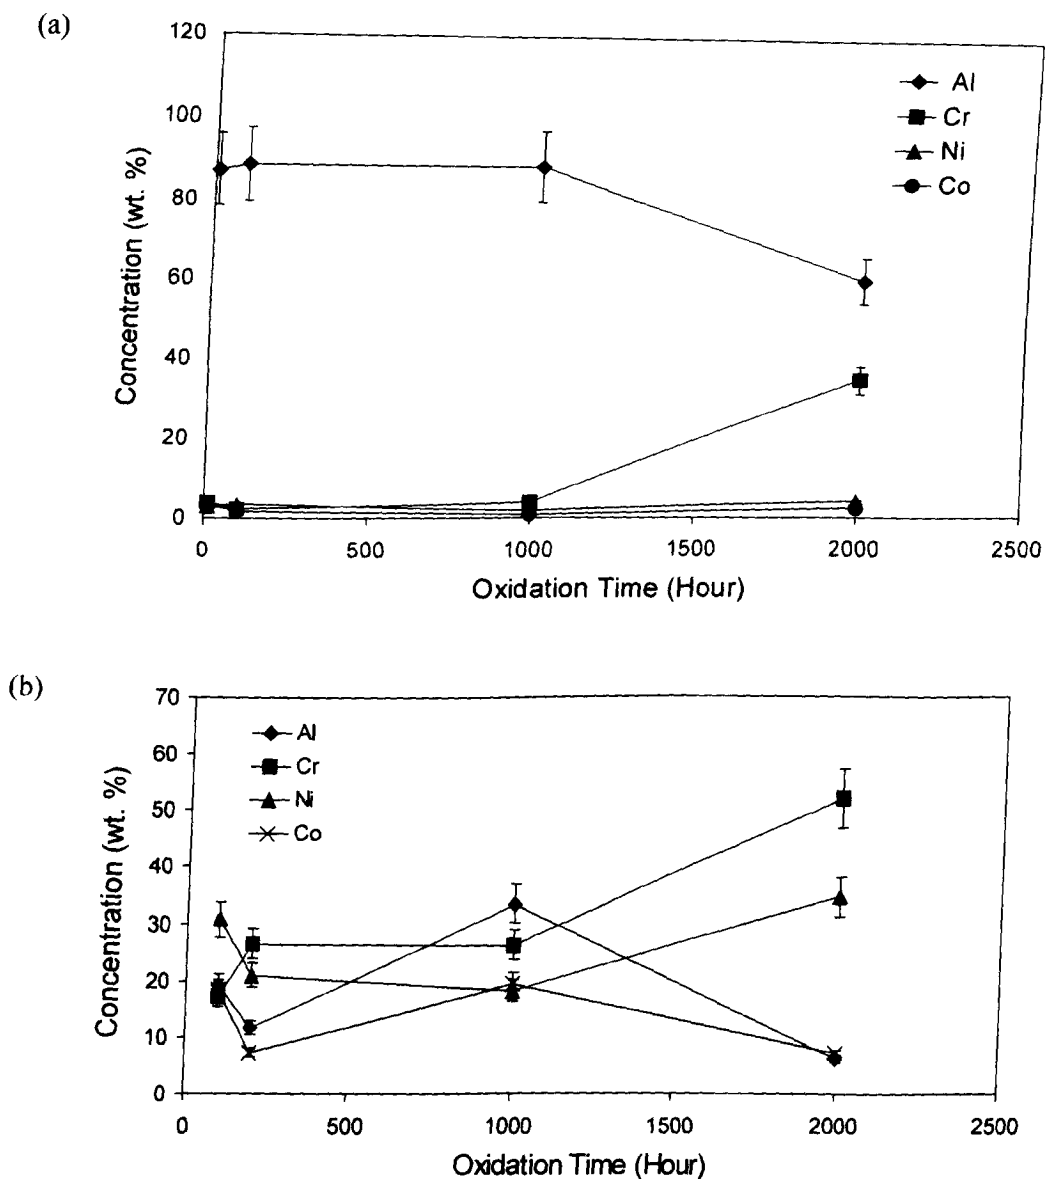 (a)
120
100
80
60
40
20
0
Concentration (wt. %)
Al
Cr
Ni
Co
0 500 1000 1500 2000 2500
Oxidation Time (Hour)
(b)
70
60
50
40
30
20
10
0
Concentration (wt. %)
Al
Cr
Ni
Co
0 500 1000 1500 2000 2500
Oxidation Time (Hour)